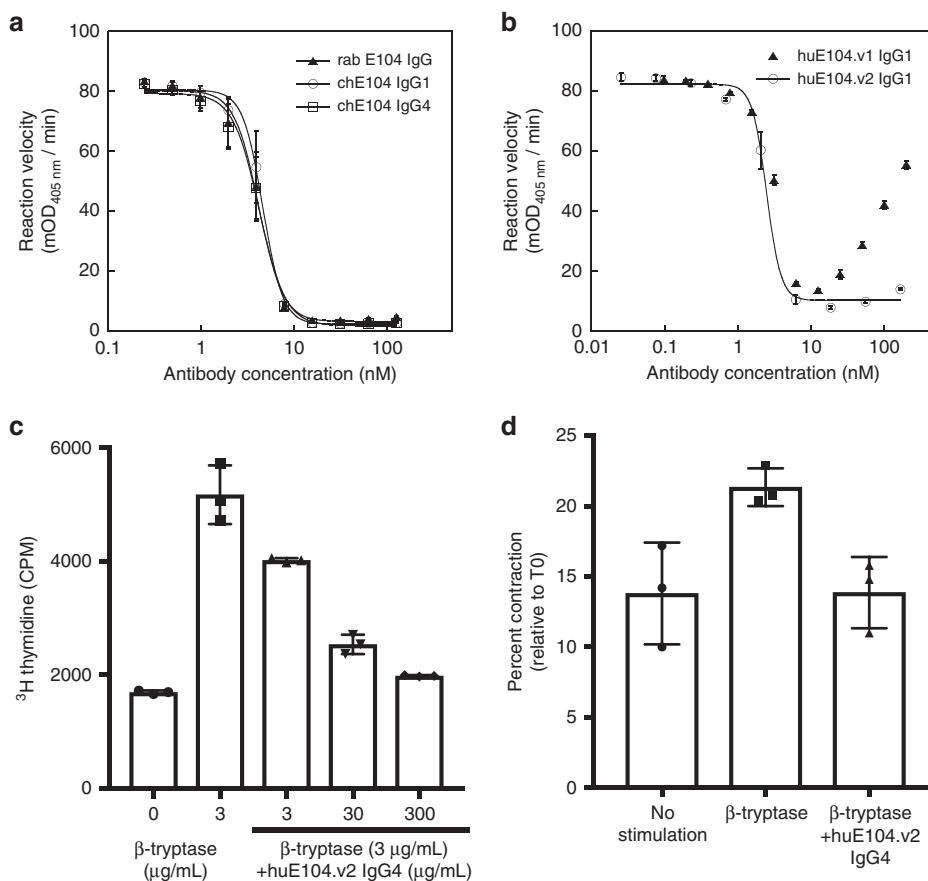 a
100
80
60
40
20
0
Reaction velocity
(mOD405 nm / min)
rab E104 IgG
chE104 IgG1
chE104 IgG4
0.1
1
10
100
Antibody concentration (nM)
b
100
80
60
40
20
0
Reaction velocity
(mOD405 nm / min)
huE104.v1 IgG1
huE104.v2 IgG1
0.01
0.1
1
10
100
Antibody concentration (nM)
c
6000
4000
2000
0
³H thymidine (CPM)
0
3
3
30
300
β-tryptase
(μg/mL)
β-tryptase (3 μg/mL)
+huE104.v2 IgG4 (μg/mL)
d
25
20
15
10
5
0
Percent contraction
(relative to T0)
No
stimulation
β-tryptase
β-tryptase
+huE104.v2
IgG4